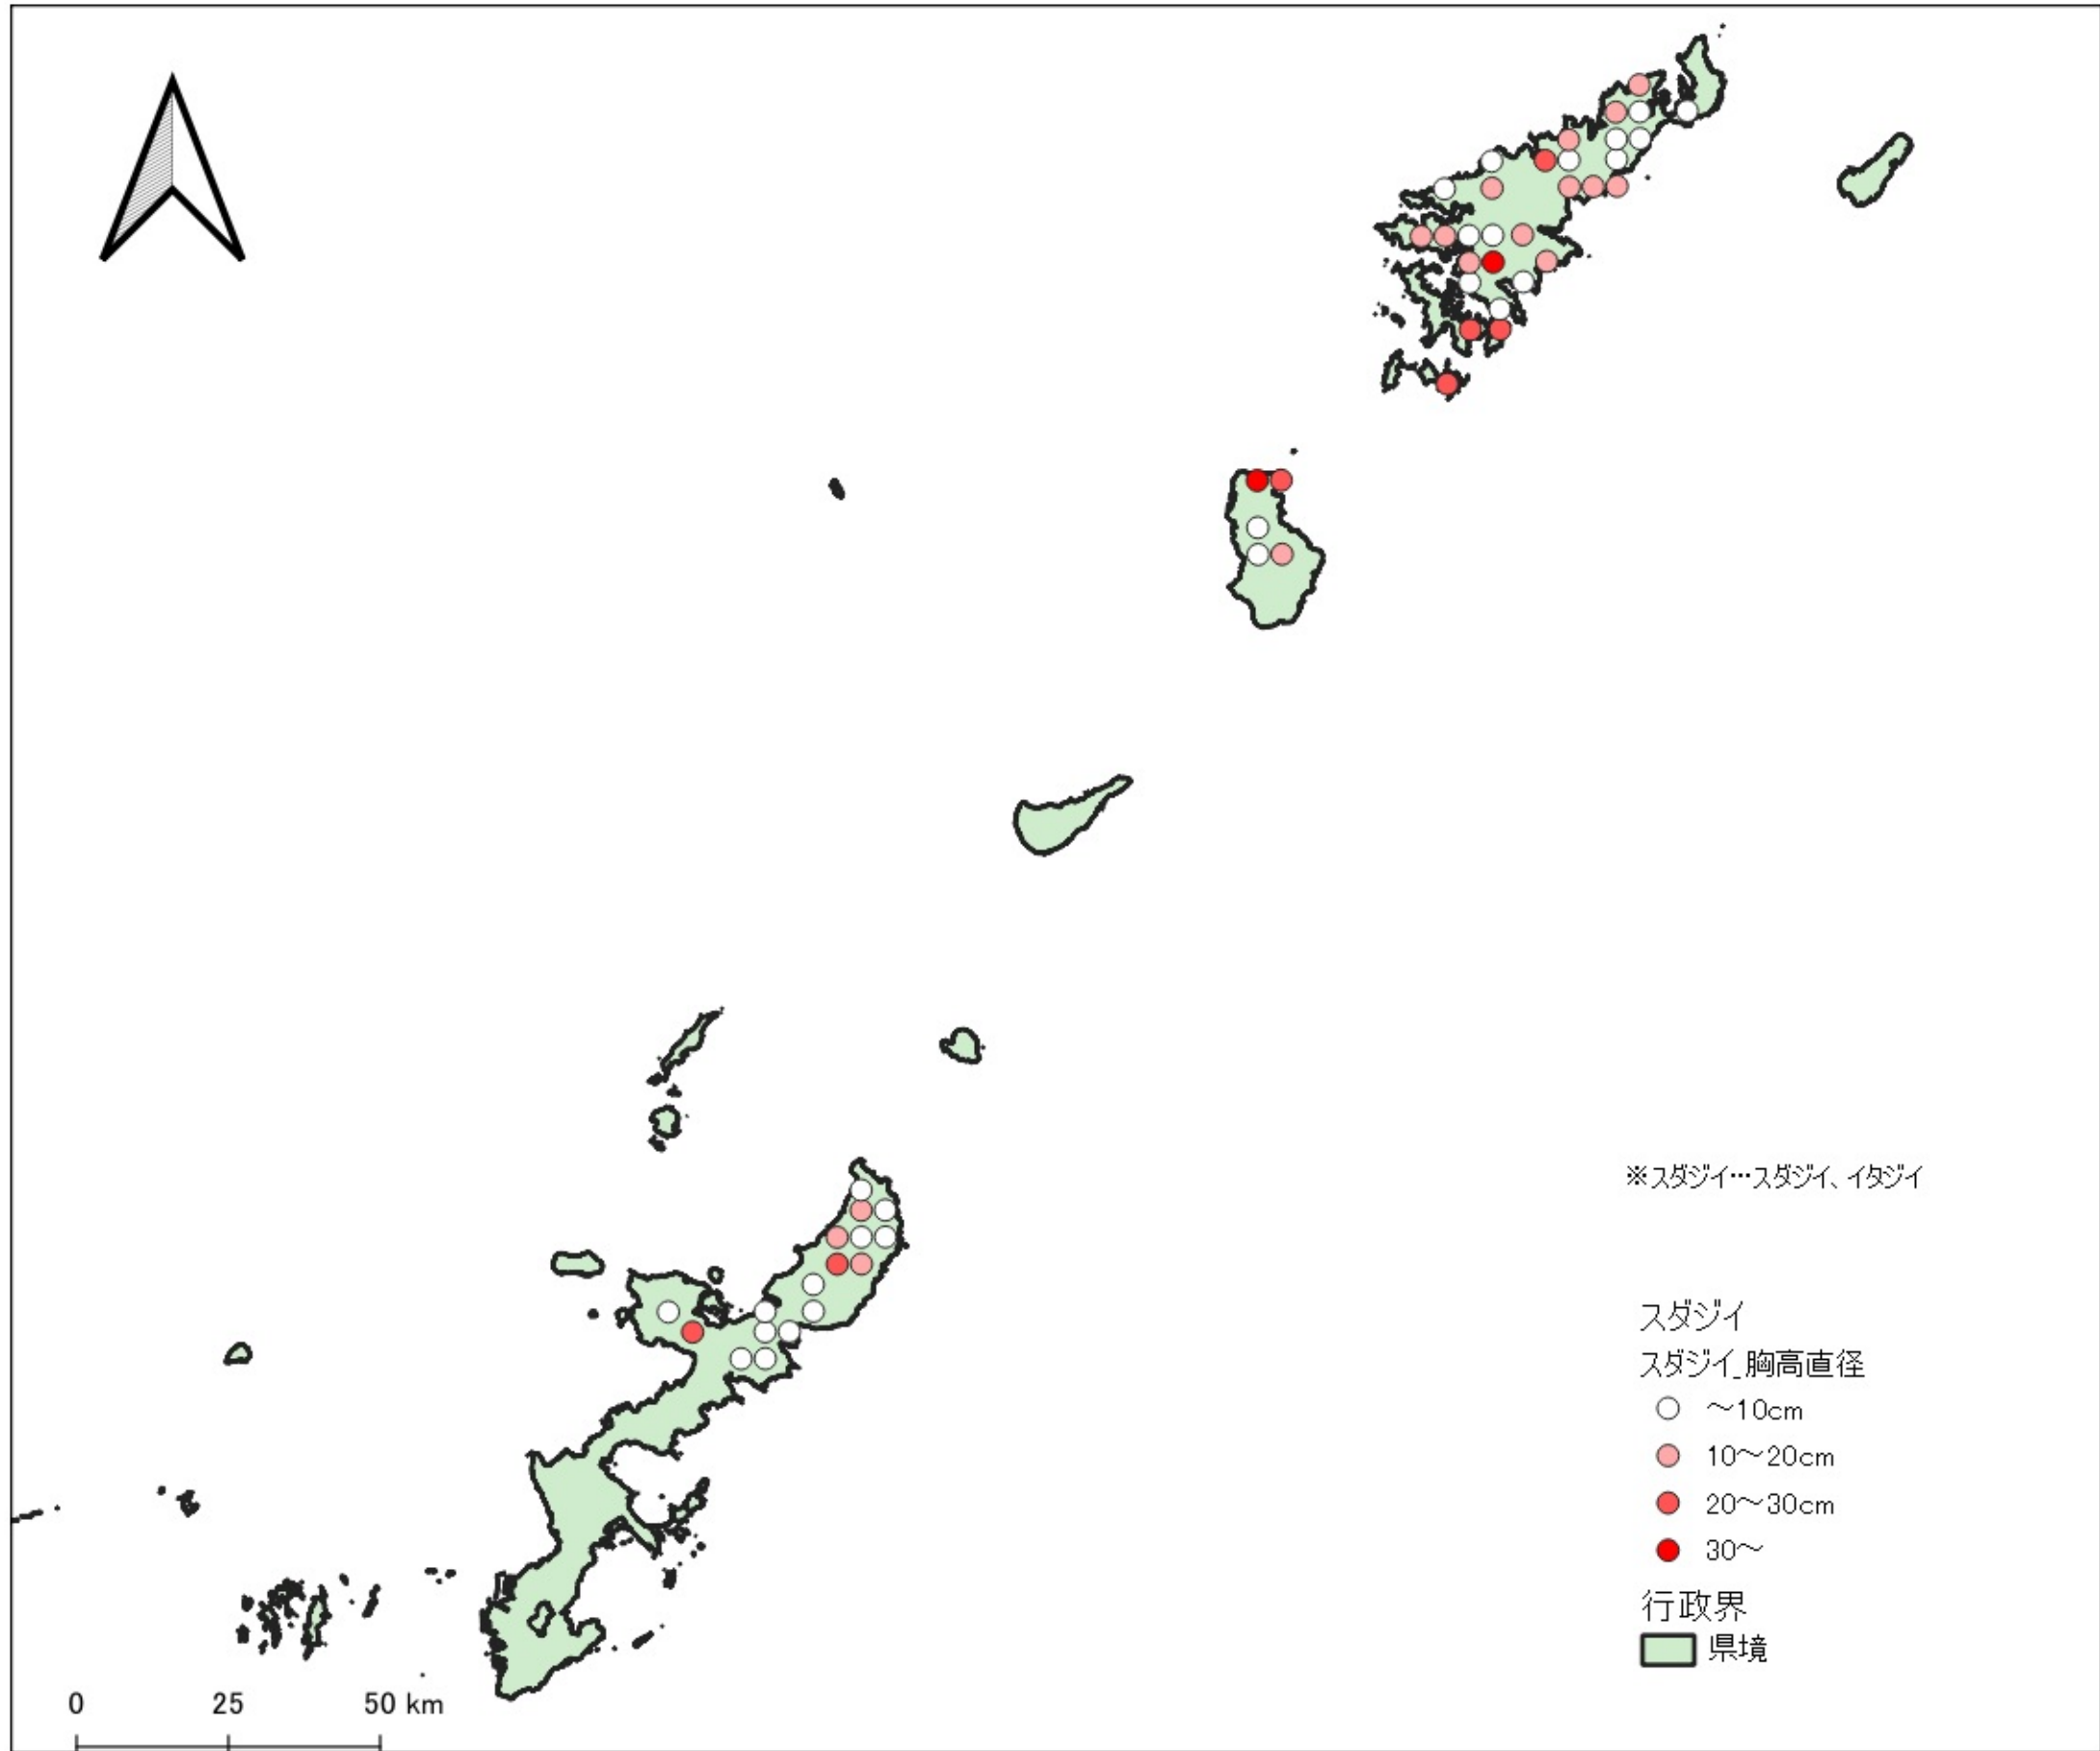 ※スダジイ…スダジイ、イタジイ
スダジイ
スダジイ_胸高直径
～10cm
10～20cm
20～30cm
30～
行政界
県境
0 25 50 km